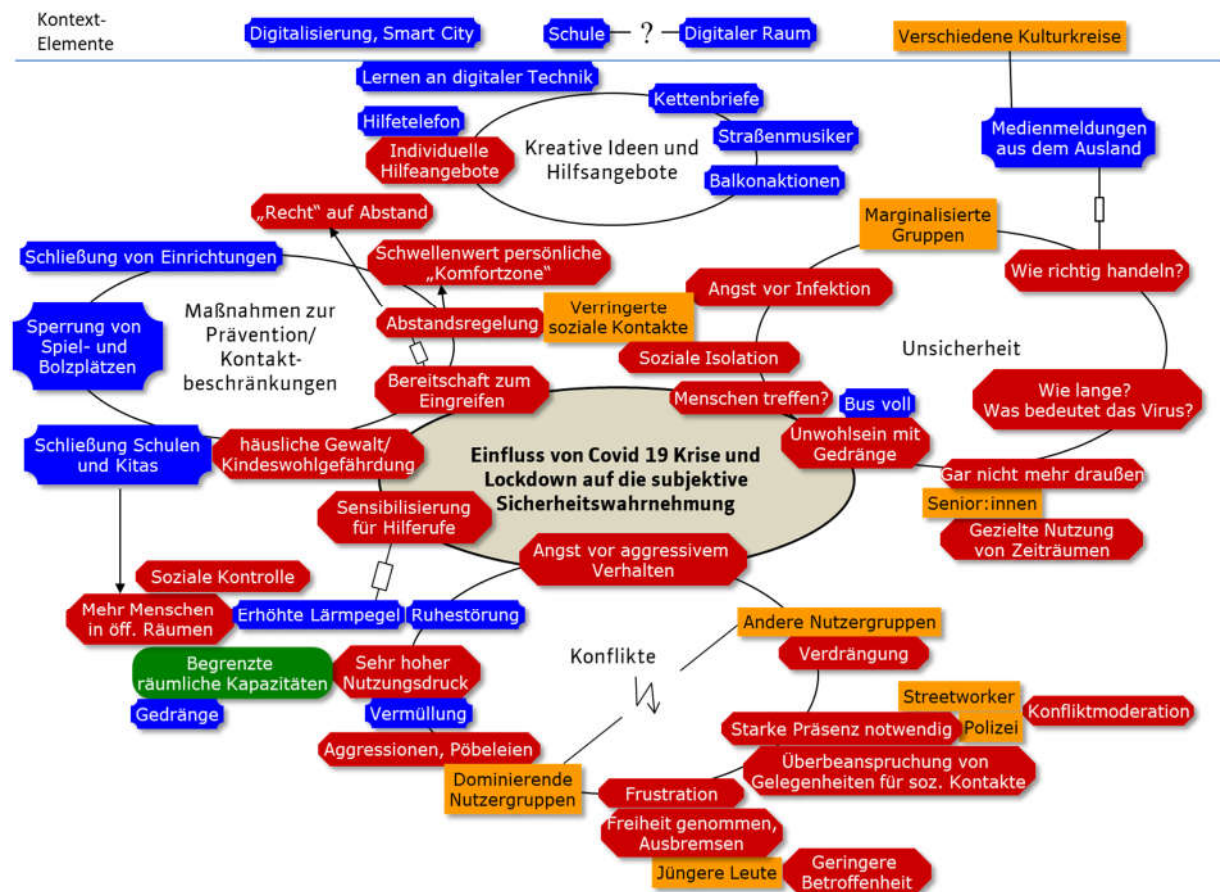 Kontext-
Elemente
Digitalisierung, Smart City
Schule
?
Digitaler Raum
Verschiedene Kulturkreise
Lernen an digitaler Technik
Kettenbriefe
Hilfetelefon
Straßenmusiker
Individuelle
Hilfeangebote
Kreative Ideen und
Hilfsangebote
Balkonaktionen
Medienmeldungen
aus dem Ausland
„Recht“ auf Abstand
Marginalisierte
Gruppen
Schließung von Einrichtungen
Schwellenwert persönliche
„Komfortzone“
Angst vor Infektion
Wie richtig handeln?
Sperrung von
Spiel- und
Bolzplätzen
Maßnahmen zur
Prävention/
Kontakt-
beschränkungen
Abstandsregelung
Verringerte
soziale Kontakte
Soziale Isolation
Unsicherheit
Bereitschaft zum
Eingreifen
Menschen treffen?
Bus voll
Wie lange?
Was bedeutet das Virus?
Schließung Schulen
und Kitas
häusliche Gewalt/
Kindeswohlgefährdung
Einfluss von Covid 19 Krise und
Lockdown auf die subjektive
Sicherheitswahrnehmung
Unwohlsein mit
Gedränge
Gar nicht mehr draußen
Senior:innen
Gezielte Nutzung
von Zeiträumen
Sensibilisierung
für Hilferufe
Angst vor aggressivem
Verhalten
Soziale Kontrolle
Mehr Menschen
in öff. Räumen
Erhöhte Lärmpegel
Ruhestörung
Andere Nutzergruppen
Verdrängung
Konflikte
Begrenzte
räumliche Kapazitäten
Sehr hoher
Nutzungsdruck
Gedränge
Vermüllung
Streetworker
Konfliktmoderation
Starke Präsenz notwendig
Polizei
Aggressionen, Pöbeleien
Überbeanspruchung von
Gelegenheiten für soz. Kontakte
Dominierende
Nutzergruppen
Frustration
Freiheit genommen,
Ausbremsen
Jüngere Leute
Geringere
Betroffenheit